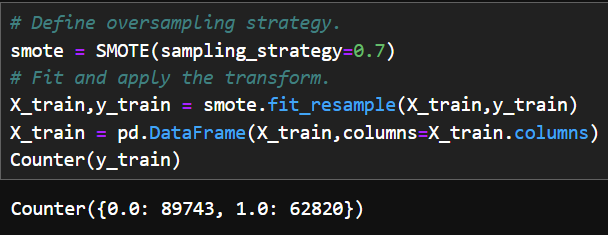 # Define oversampling strategy.
smote = SMOTE(sampling_strategy=0.7)
# Fit and apply the transform.
X_train,y_train = smote.fit_resample(X_train,y_train)
X_train = pd.DataFrame(X_train,columns=X_train.columns)
Counter(y_train)
Counter({0.0: 89743, 1.0: 62820})